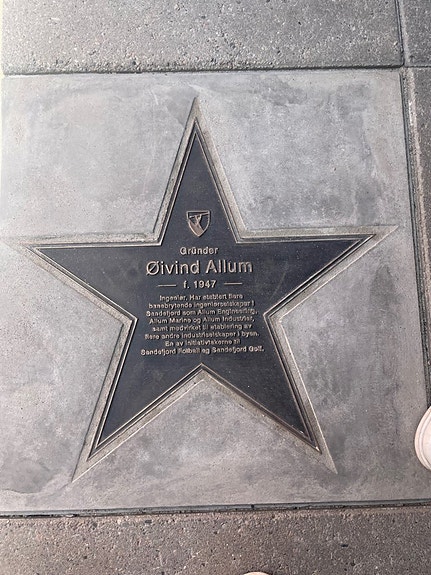 Gründer
Øivind Allum
f. 1947
Ingeniør. Har etablert flere
banebrytende ingeniørselskaper i
Sandefjord som Allum Engineering,
Allum Marine og Allum Industrier,
samt medvirket til etablering av
flere andre industriselskaper i byen.
En av initiativtakerne til
Sandefjord Fotball og Sandefjord Golf.